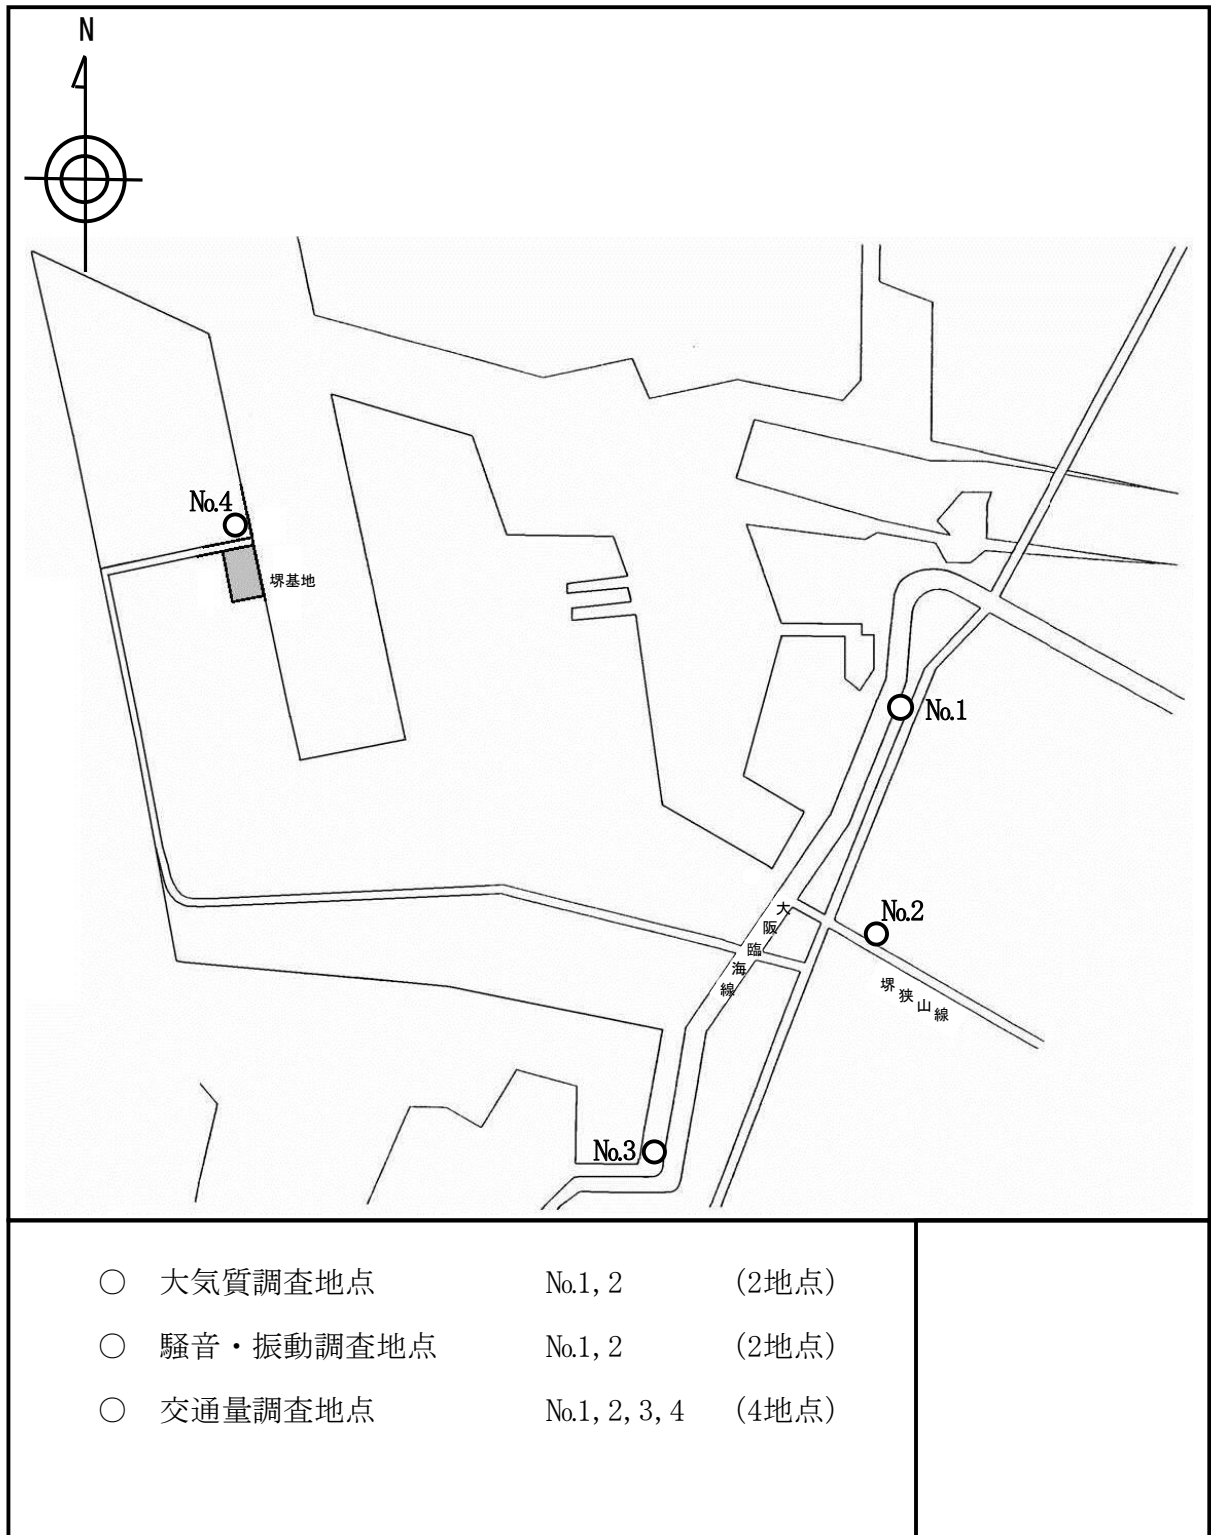 N
No.4
堺基地
No.1
No.2
大阪臨海線
堺狭山線
No.3
○ 大気質調査地点 No.1,2 (2地点)
○ 騒音・振動調査地点 No.1,2 (2地点)
○ 交通量調査地点 No.1,2,3,4 (4地点)